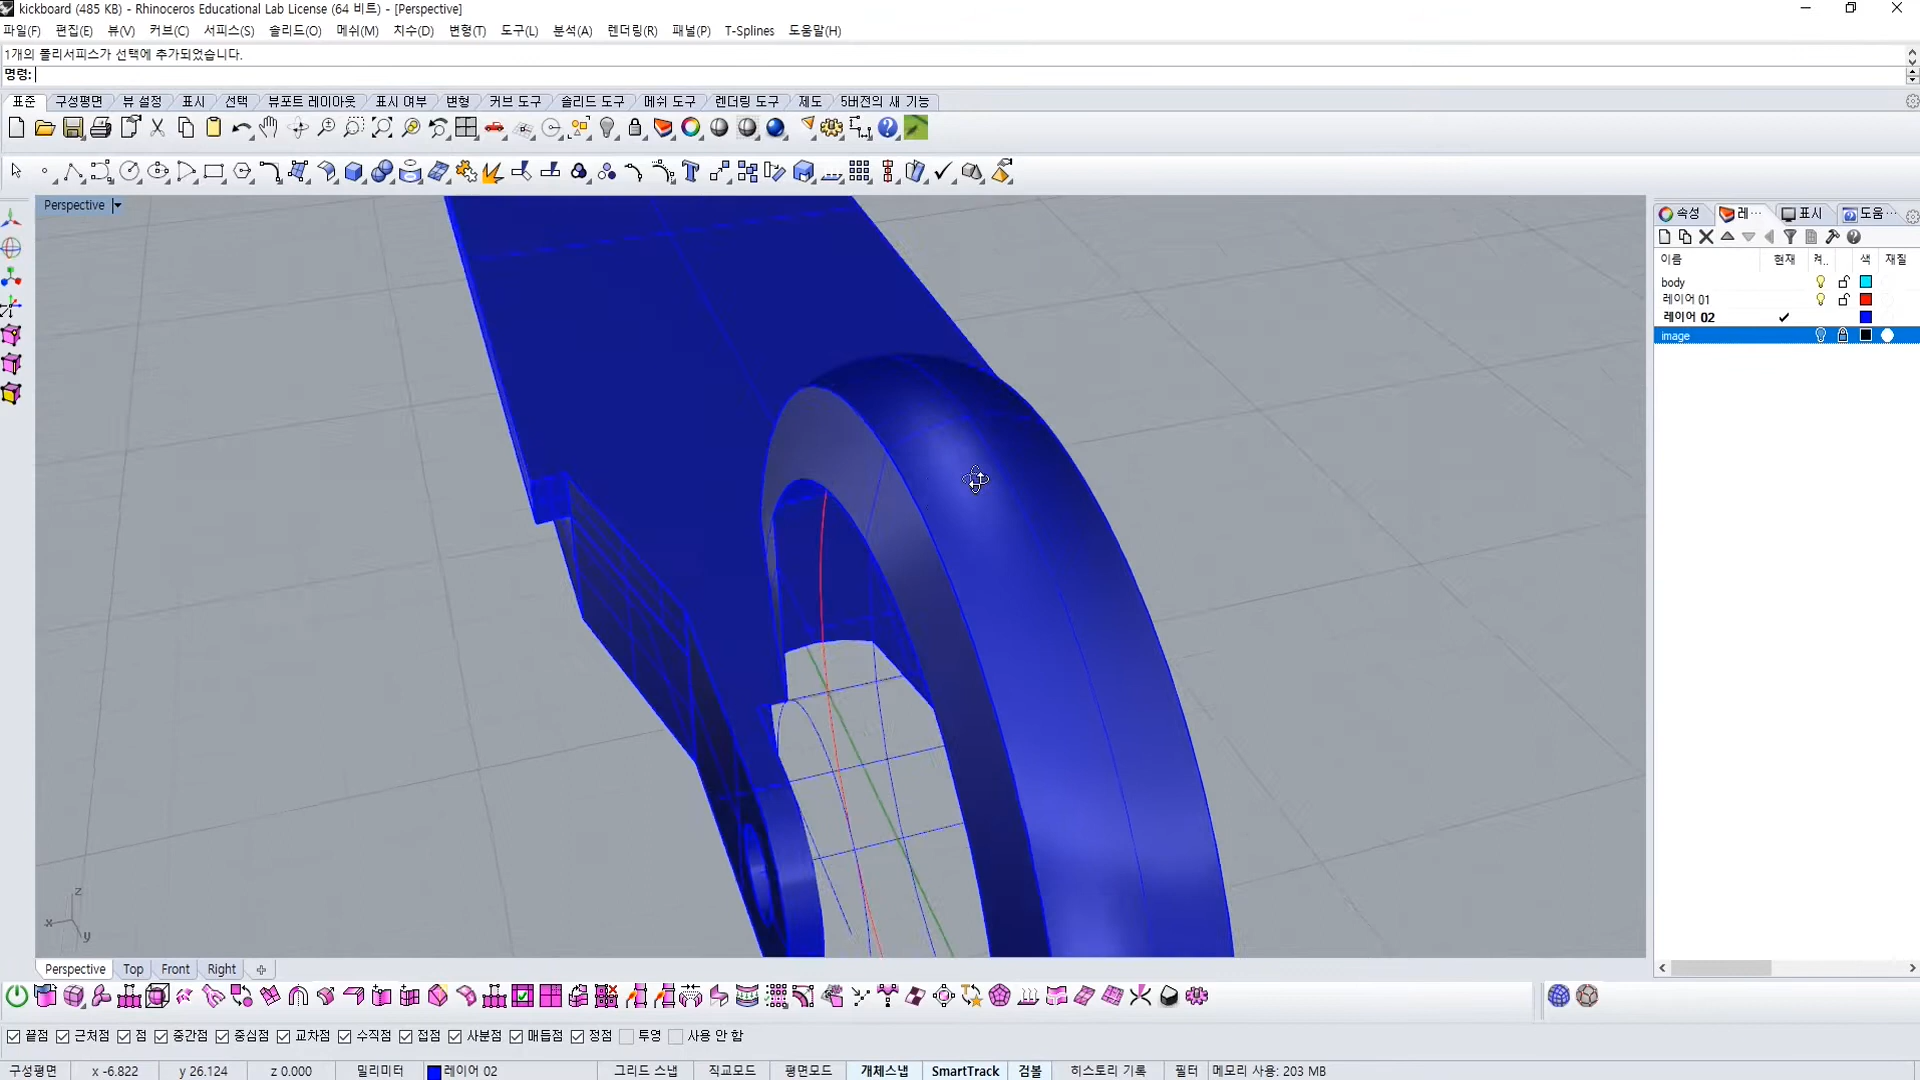 kickboard (485 KB) - Rhinoceros Educational Lab License (64 비트) - [Perspective]
파일(F) 편집(E) 뷰(V) 커브(C) 서피스(S) 솔리드(O) 메쉬(M) 치수(D) 변형(T) 도구(L) 분석(A) 렌더링(R) 패널(P) T-Splines 도움말(H)
1개의 폴리서피스가 선택에 추가되었습니다.
명령:
표준 구성평면 뷰 설정 표시 선택 뷰포트 레이아웃 표시 여부 변형 커브 도구 솔리드 도구 메쉬 도구 렌더링 도구 제도 5버전의 새 기능
Perspective
속성 레··· 표시 도움···
이름 현재 켜.. 색 재질
body
레이어 01
레이어 02
image
z
x
y
Perspective Top Front Right
끝점 근처점 점 중간점 중심점 교차점 수직점 접점 사분점 매듭점 정점 투영 사용 안 함
구성평면 x -6.822 y 26.124 z 0.000 밀리미터 레이어 02 그리드 스냅 직교모드 평면모드 개체스냅 SmartTrack 검볼 히스토리 기록 필터 메모리 사용: 203 MB